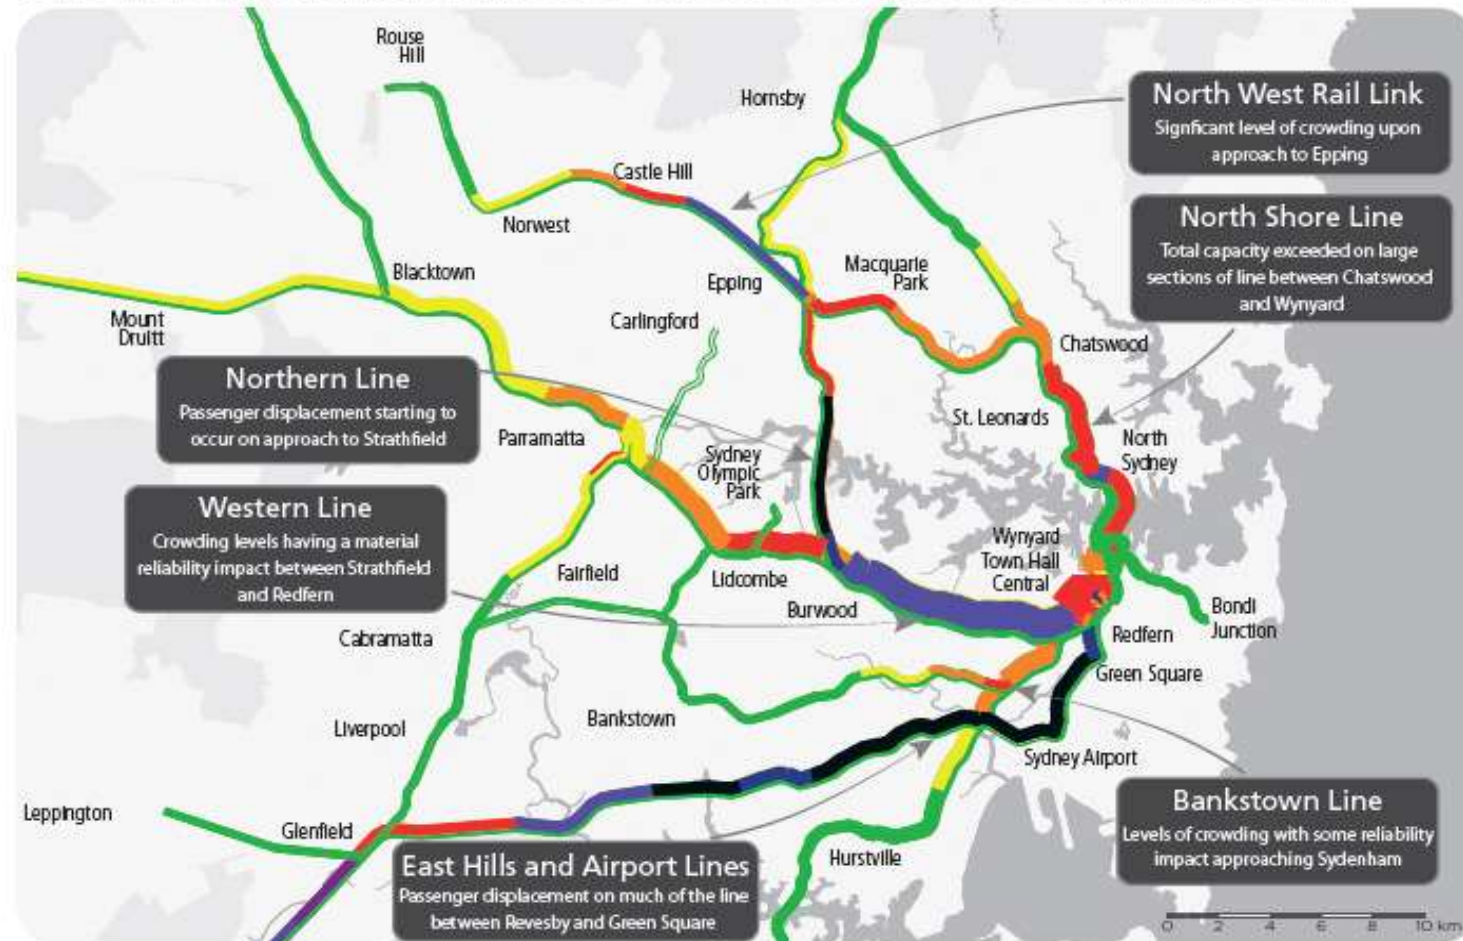 Rouse
Hill
Hornsby
North West Rail Link
Signficant level of crowding upon
approach to Epping
Castle Hill
Norwest
North Shore Line
Total capacity exceeded on large
sections of line between Chatswood
and Wynyard
Blacktown
Epping
Macquarie
Park
Mount
Druitt
Carlingford
Chatswood
Northern Line
Passenger displacement starting to
occur on approach to Strathfield
Parramatta
Sydney
Olympic
Park
St. Leonards
North
Sydney
Western Line
Crowding levels having a material
reliability impact between Strathfield
and Redfern
Wynyard
Town Hall
Central
Fairfield
Lidcombe
Burwood
Bondi
Junction
Cabramatta
Redfern
Green Square
Liverpool
Bankstown
Sydney Airport
Leppington
Glenfield
Bankstown Line
Levels of crowding with some reliability
impact approaching Sydenham
East Hills and Airport Lines
Passenger displacement on much of the line
between Revesby and Green Square
Hurstville
0 2 4 6 8 10 km